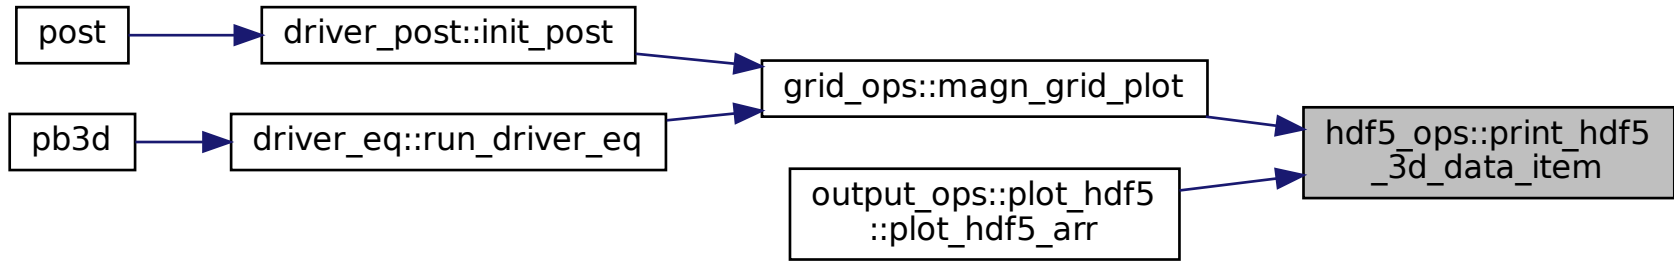 post
driver_post::init_post
grid_ops::magn_grid_plot
pb3d
driver_eq::run_driver_eq
hdf5_ops::print_hdf5
_3d_data_item
output_ops::plot_hdf5
::plot_hdf5_arr